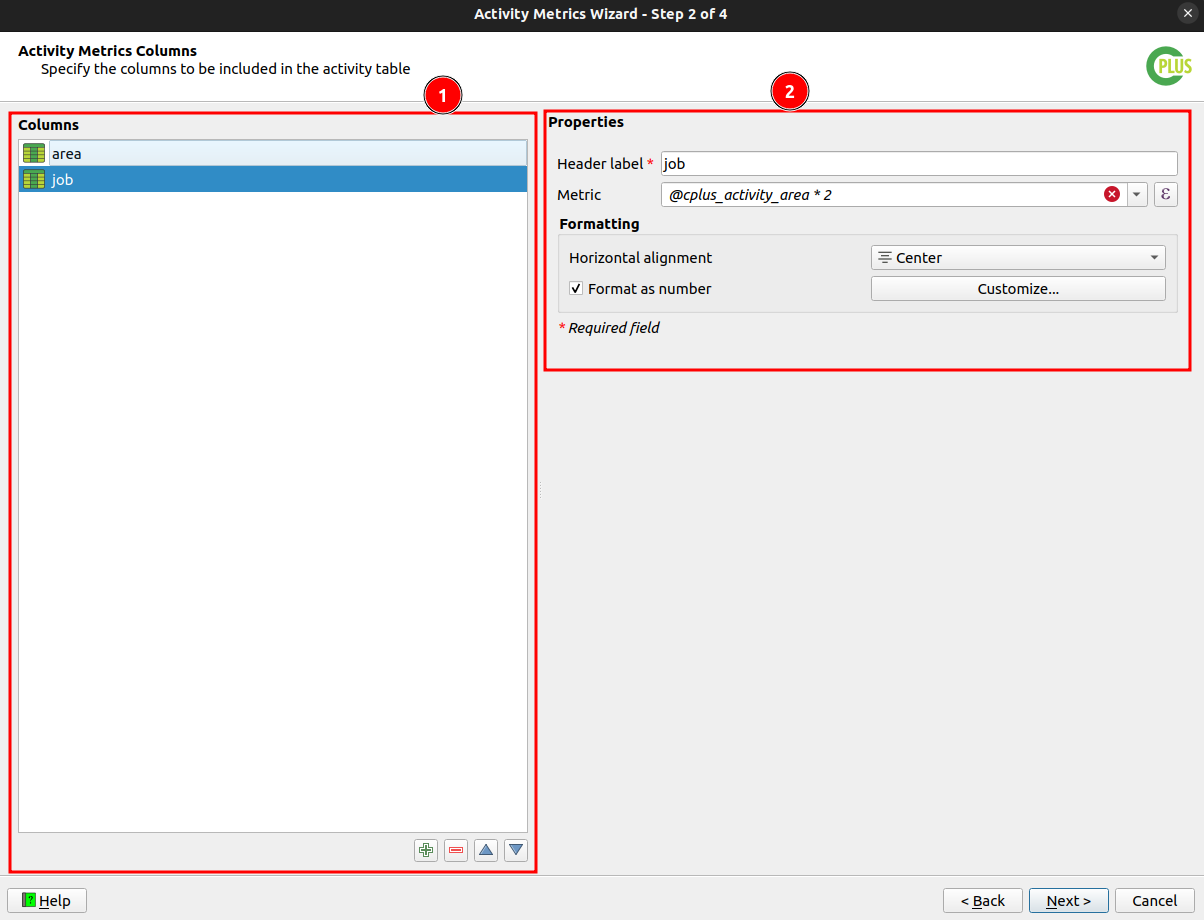 Activity Metrics Wizard - Step 2 of 4
Activity Metrics Columns
Specify the columns to be included in the activity table
CPLUS
1
2
Columns
area
job
Properties
Header label * job
Metric @cplus_activity_area * 2 ε
Formatting
Horizontal alignment Center
Format as number Customize...
* Required field
? Help < Back Next > Cancel